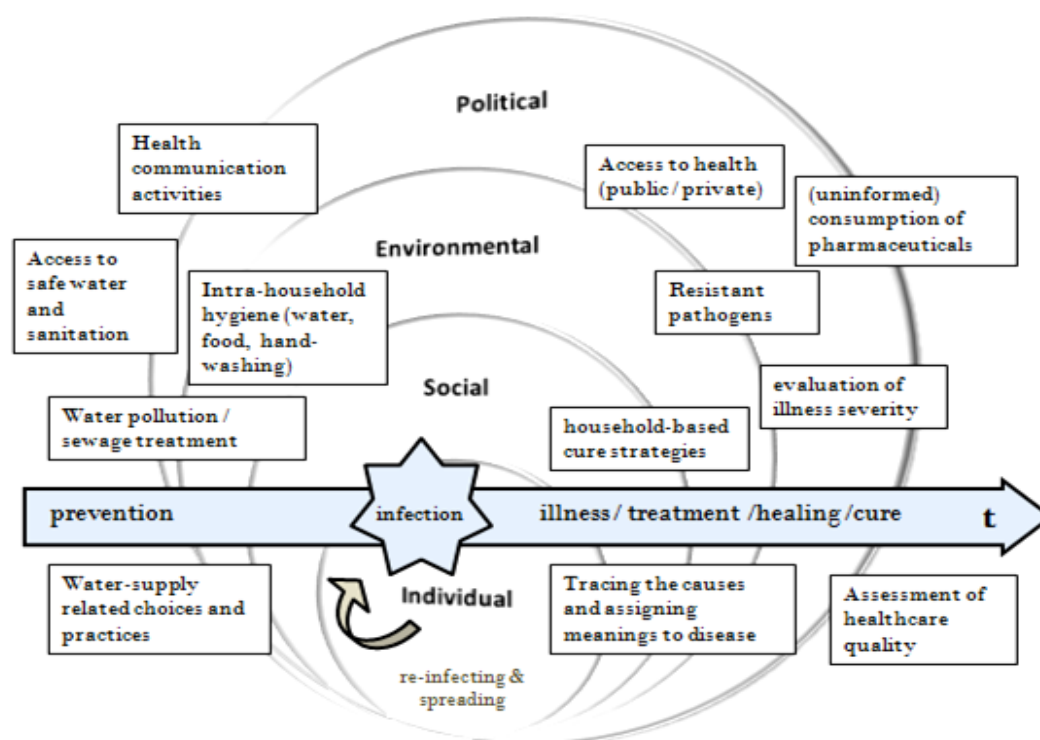 Political
Health
communication
activities
Access to health
(public / private)
(uninformed)
consumption of
pharmaceuticals
Environmental
Access to
safe water
and
sanitation
Intra-household
hygiene (water,
food, hand-
washing)
Resistant
pathogens
Social
evaluation of
illness severity
Water pollution /
sewage treatment
household-based
cure strategies
prevention
infection
illness / treatment /healing /cure
t
Water-supply
related choices and
practices
Individual
Tracing the causes
and assigning
meanings to disease
Assessment of
healthcare
quality
re-infecting &
spreading